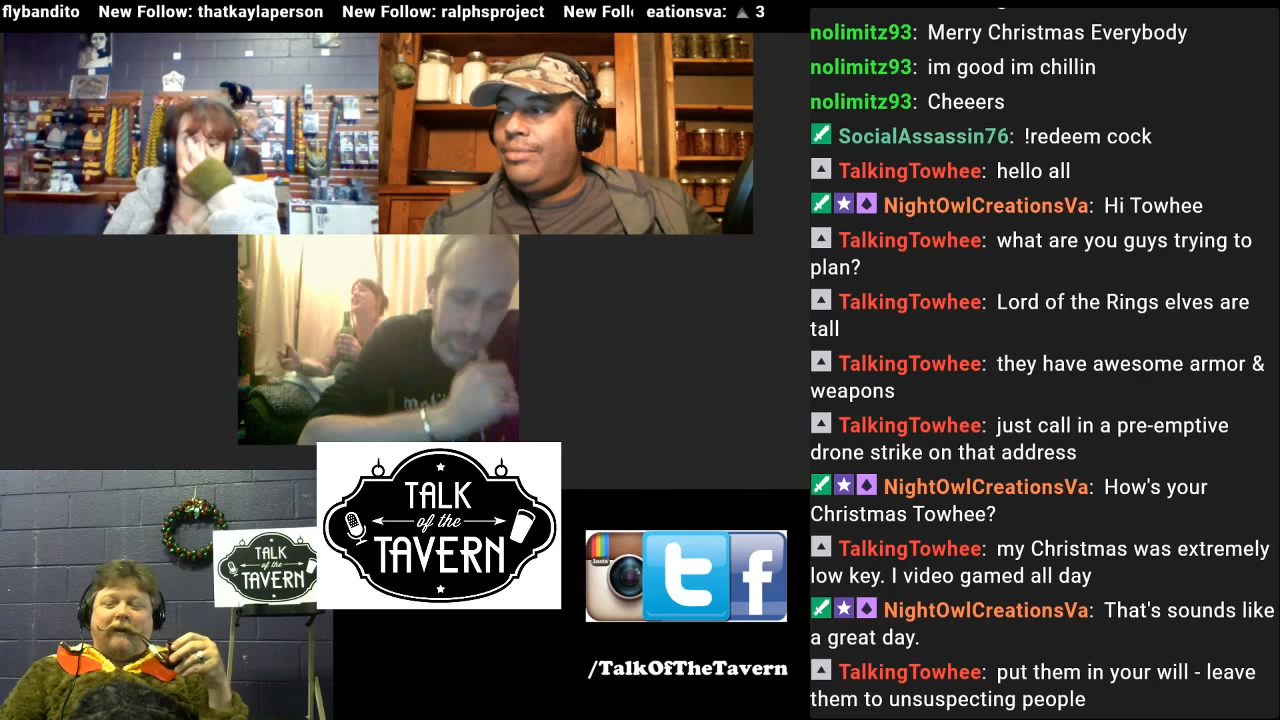 flybandito New Follow: thatkaylaperson New Follow: ralphsproject New Foll eationsva: 3
nolimitz93: Merry Christmas Everybody
nolimitz93: im good im chillin
nolimitz93: Cheeers
SocialAssassin76: !redeem cock
TalkingTowhee: hello all
NightOwlCreationsVa: Hi Towhee
TalkingTowhee: what are you guys trying to
plan?
TalkingTowhee: Lord of the Rings elves are
tall
TalkingTowhee: they have awesome armor &
weapons
TalkingTowhee: just call in a pre-emptive
drone strike on that address
NightOwlCreationsVa: How's your
Christmas Towhee?
TalkingTowhee: my Christmas was extremely
low key. I video gamed all day
NightOwlCreationsVa: That's sounds like
a great day.
TalkingTowhee: put them in your will - leave
them to unsuspecting people
TALK
of the
TAVERN
TALK
of the
TAVERN
Insta
/TalkOfTheTavern